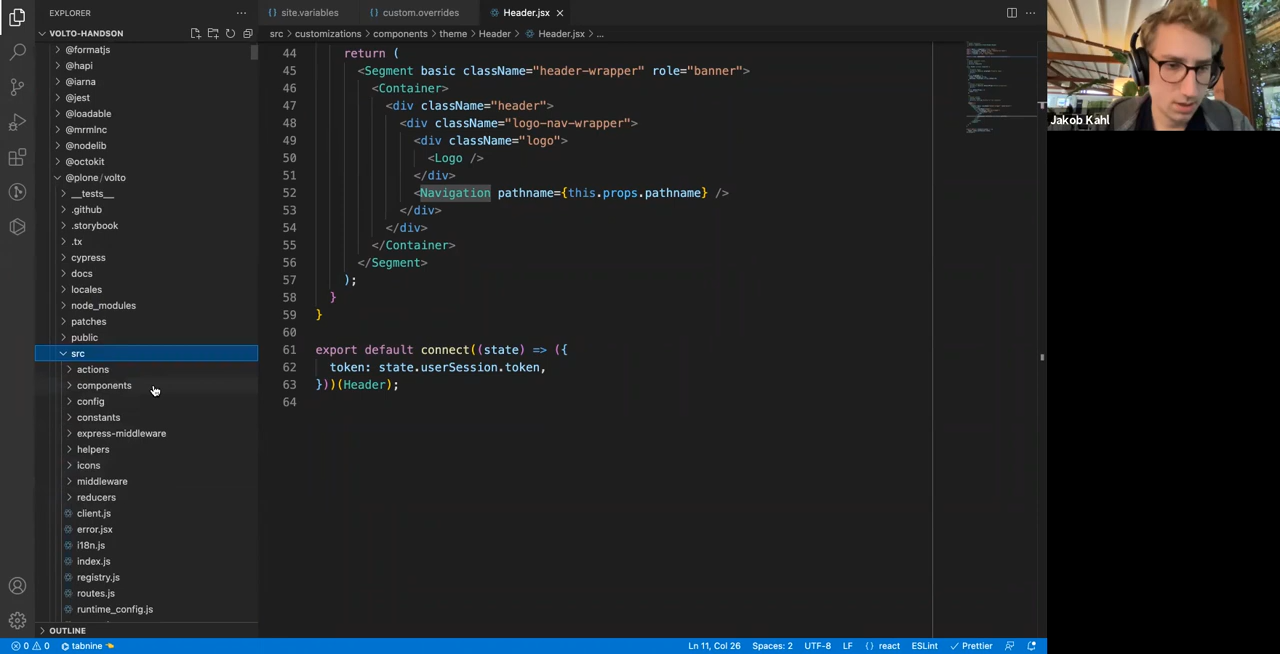 EXPLORER ...
site.variables
custom.overrides
Header.jsx
VOLTO-HANDSON
src > customizations > components > theme > Header > Header.jsx > ...
@formatjs
@hapi
@iarna
@jest
@loadable
@mrmlnc
@nodelib
@octokit
@plone / volto
__tests__
.github
.storybook
.tx
cypress
docs
locales
node_modules
patches
public
src
actions
components
config
constants
express-middleware
helpers
icons
middleware
reducers
client.js
error.jsx
i18n.js
index.js
registry.js
routes.js
runtime_config.js
OUTLINE
44 return (
45 <Segment basic className="header-wrapper" role="banner">
46 <Container>
47 <div className="header">
48 <div className="logo-nav-wrapper">
49 <div className="logo">
50 <Logo />
51 </div>
52 <Navigation pathname={this.props.pathname} />
53 </div>
54 </div>
55 </Container>
56 </Segment>
57 );
58 }
59 }
60
61 export default connect((state) => ({
62 token: state.userSession.token,
63 }))(Header);
64
Jakob Kahl
0 0 tabnine
Ln 11, Col 26 Spaces: 2 UTF-8 LF { } react ESLint Prettier